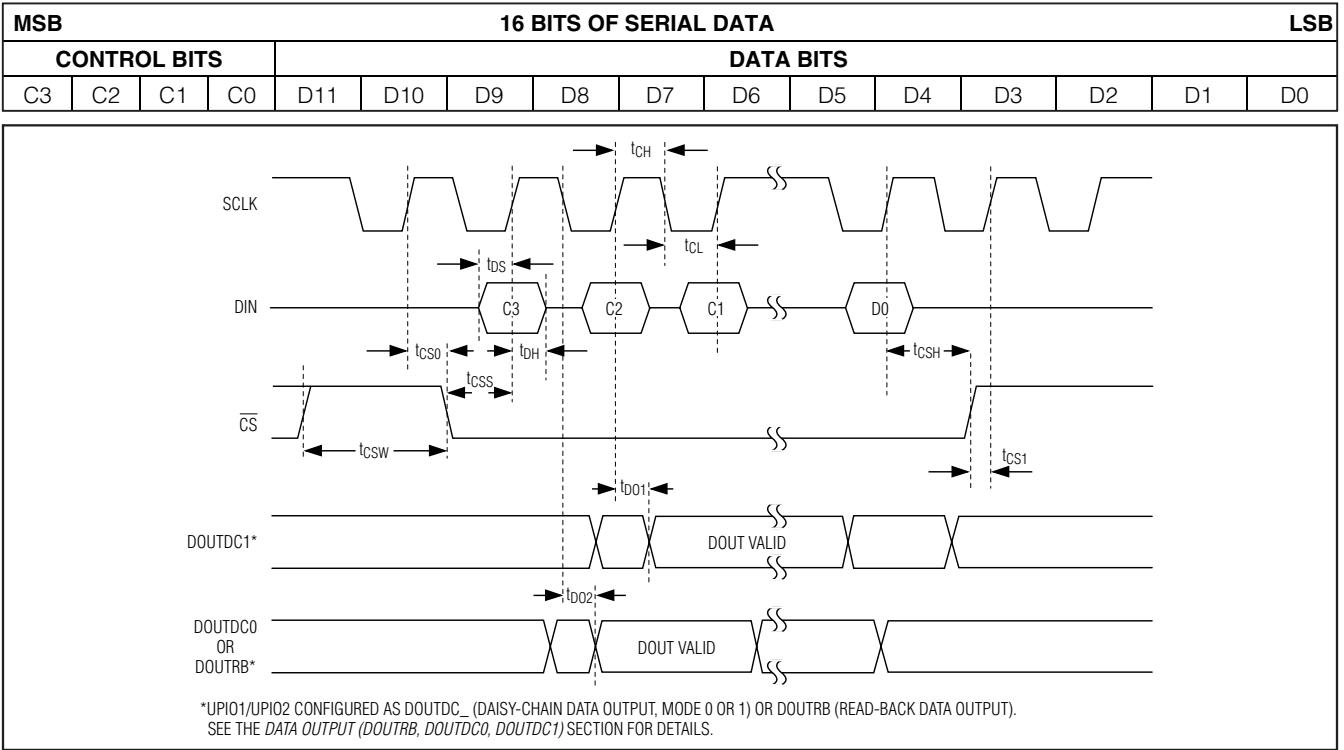 MSB 16 BITS OF SERIAL DATA LSB
CONTROL BITS DATA BITS
C3 C2 C1 C0 D11 D10 D9 D8 D7 D6 D5 D4 D3 D2 D1 D0
tCH
SCLK
tCL
tDS
DIN C3 C2 C1 D0
tCS0 tDH tCSH
tCSS
CS
tCSW tCS1
tDO1
DOUTDC1* DOUT VALID
tDO2
DOUTDC0
OR DOUT VALID
DOUTRB*
*UPIO1/UPIO2 CONFIGURED AS DOUTDC_ (DAISY-CHAIN DATA OUTPUT, MODE 0 OR 1) OR DOUTRB (READ-BACK DATA OUTPUT).
SEE THE DATA OUTPUT (DOUTRB, DOUTDC0, DOUTDC1) SECTION FOR DETAILS.